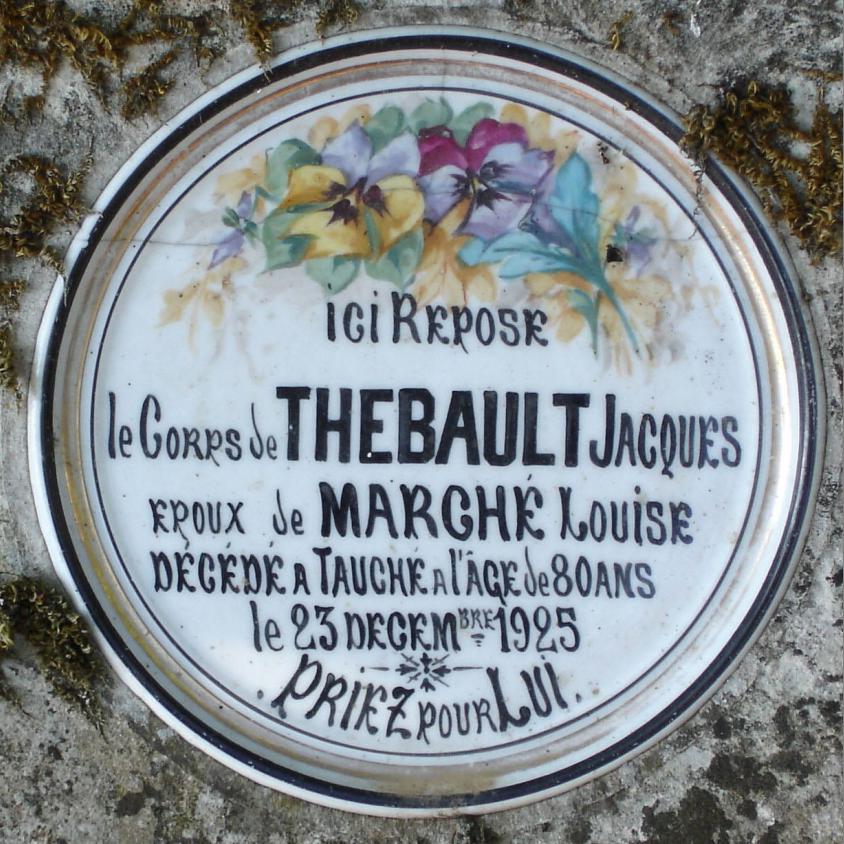 ici Repose
le Corps de THEBAULT Jacques
epoux de MARCHÉ Louise
DÉCÉDÉ A TAUCHÉ A l'ÂGE de 80 ANS
le 23 DECEMBRE 1925
. PRIEZ POUR LUI .